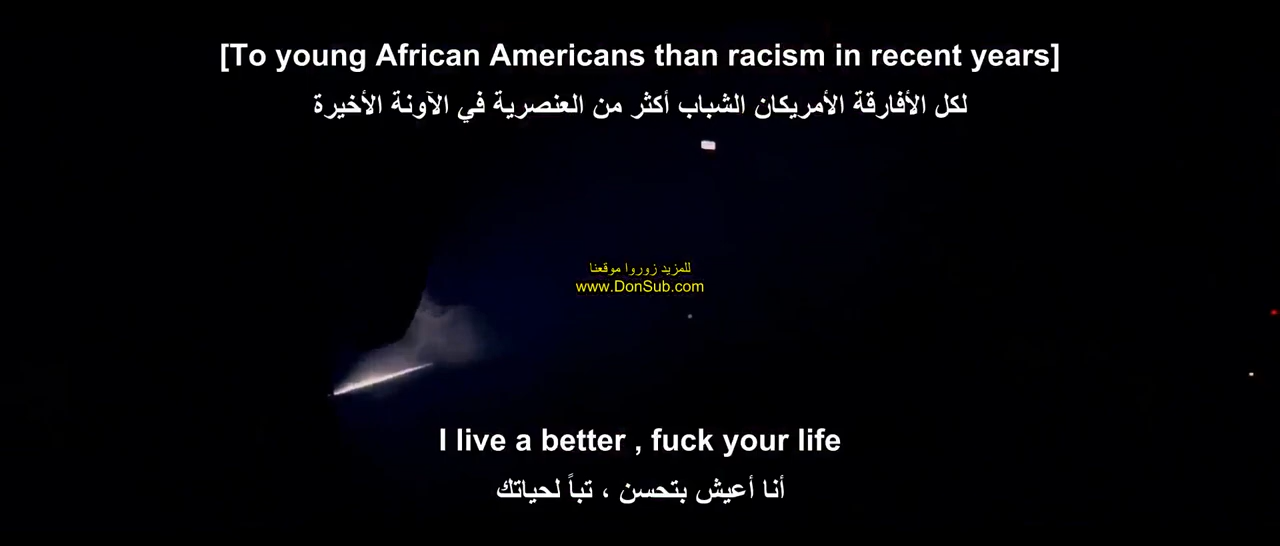 [To young African Americans than racism in recent years]
لكل الأفارقة الأمريكان الشباب أكثر من العنصرية في الآونة الأخيرة
للمزيد زوروا موقعنا
www.DonSub.com
I live a better , fuck your life
أنا أعيش بتحسن ، تباً لحياتك